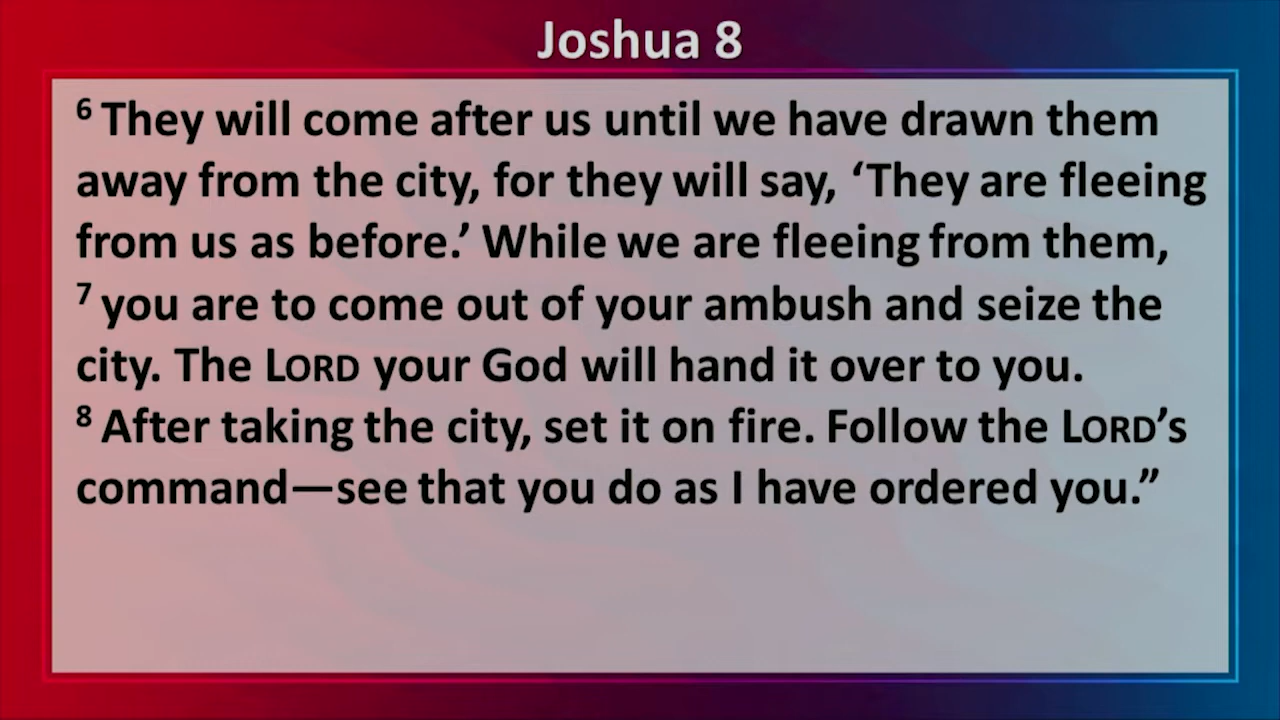 Joshua 8
6 They will come after us until we have drawn them
away from the city, for they will say, ‘They are fleeing
from us as before.’ While we are fleeing from them,
7 you are to come out of your ambush and seize the
city. The LORD your God will hand it over to you.
8 After taking the city, set it on fire. Follow the LORD’s
command—see that you do as I have ordered you.”